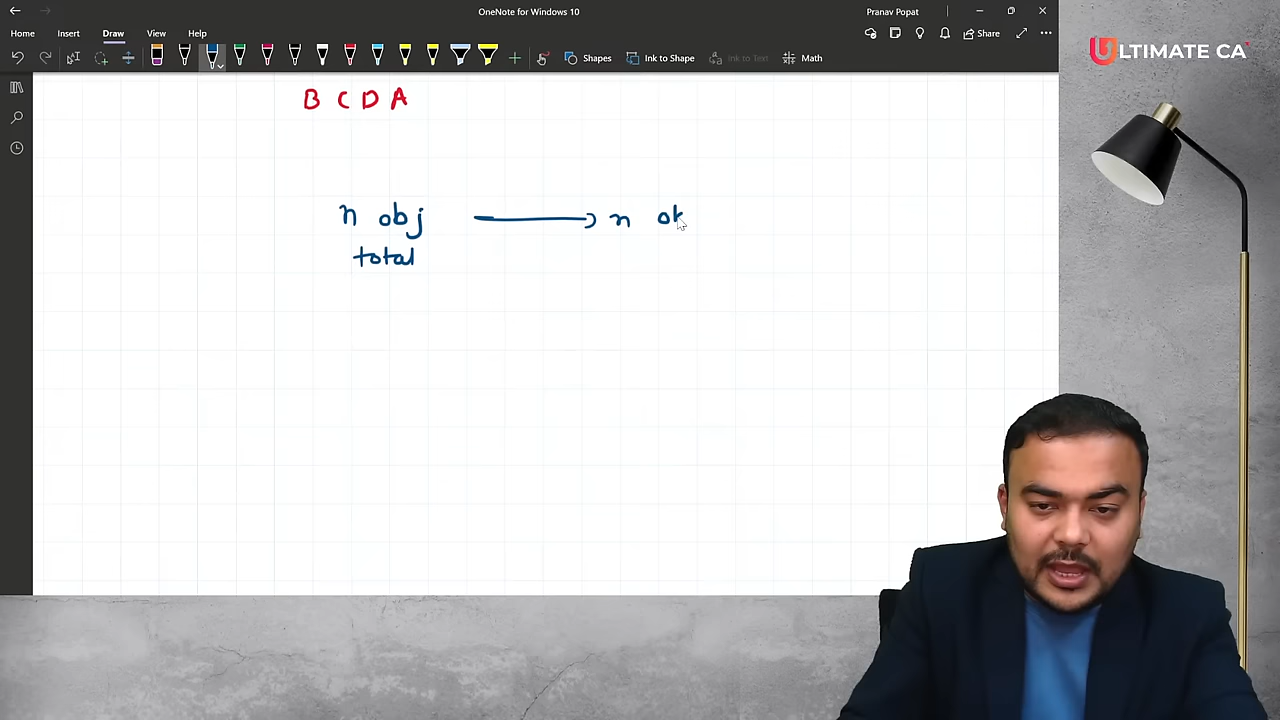 OneNote for Windows 10
Pranav Popat
Home Insert Draw View Help
Share
Shapes Ink to Shape Ink to Text Math
ULTIMATE CA
B C D A
n obj n ob
total